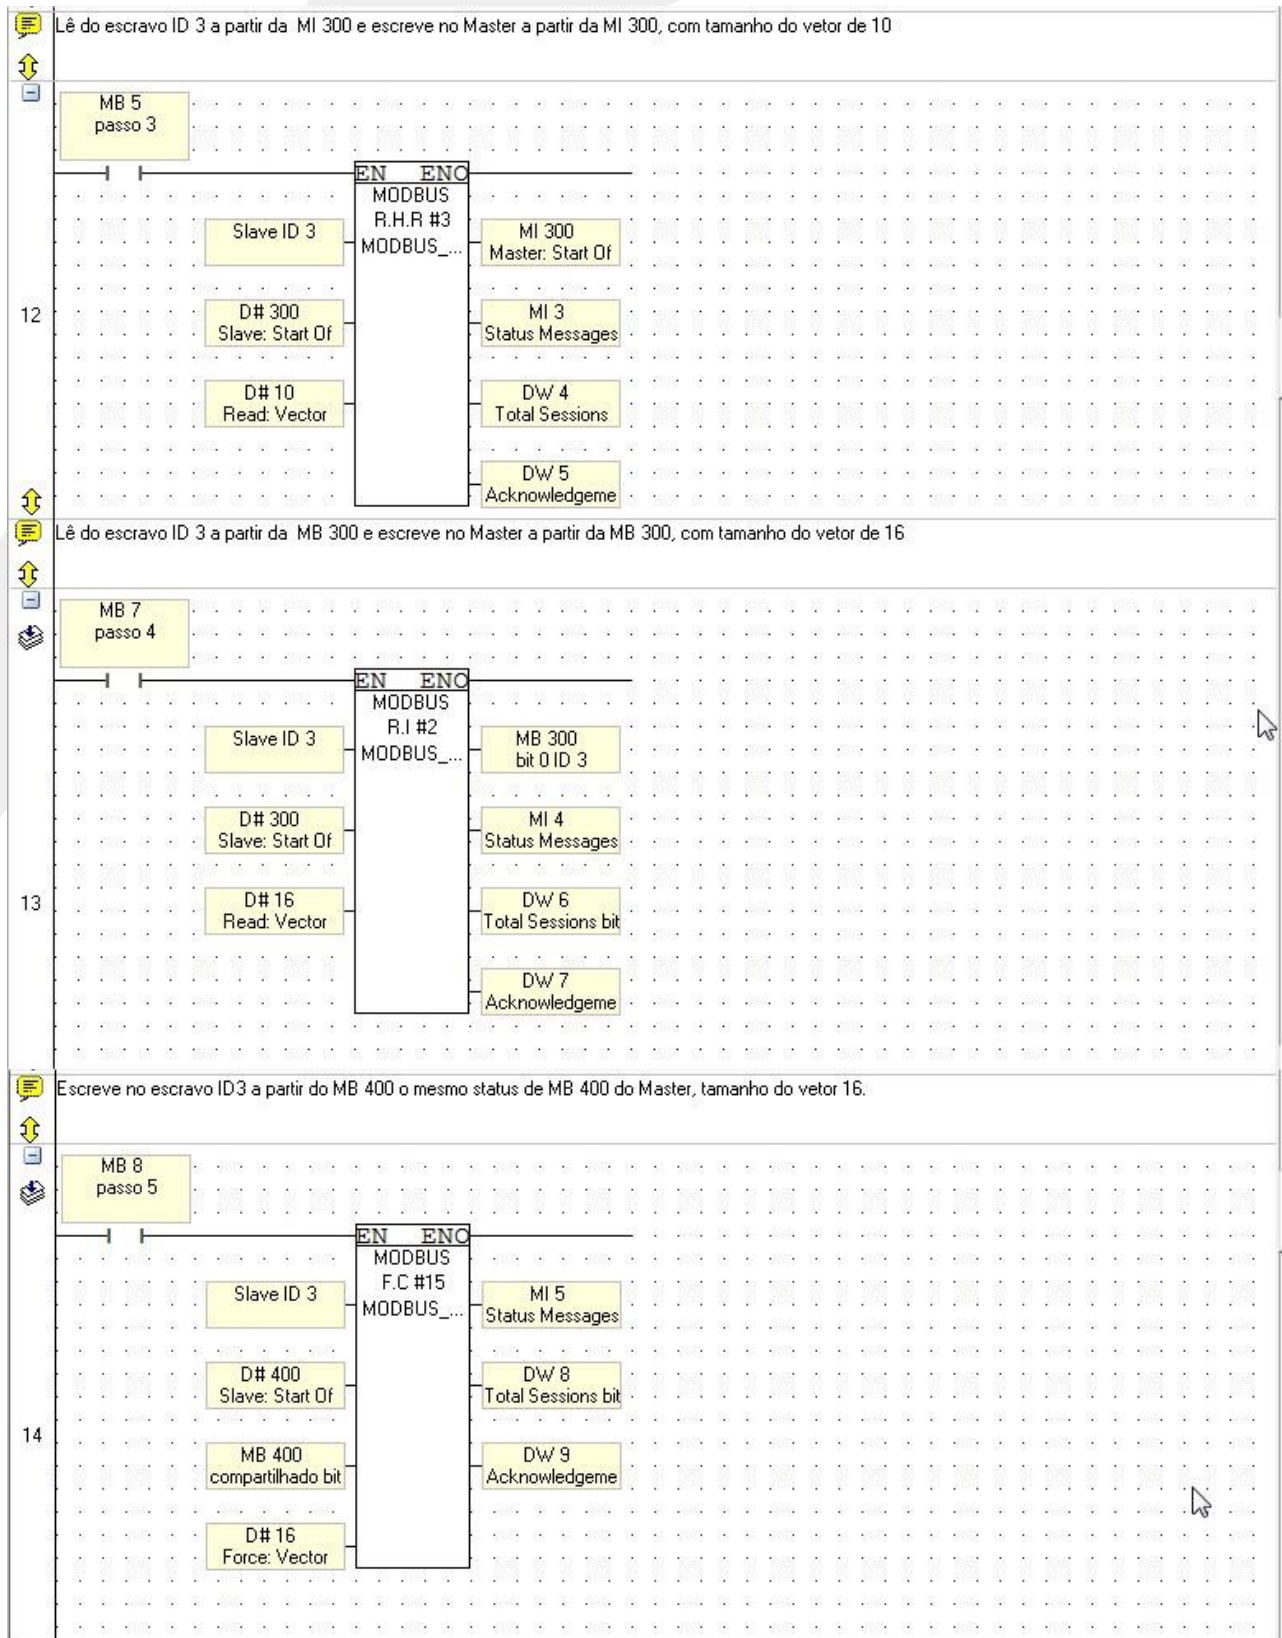 Lê do escravo ID 3 a partir da  MI 300 e escreve no Master a partir da MI 300, com tamanho do vetor de 10
MB 5
passo 3
EN ENO
MODBUS
R.H.R #3
MODBUS_...
Slave ID 3
MI 300
Master: Start Of
12
D# 300
Slave: Start Of
MI 3
Status Messages
D# 10
Read: Vector
DW 4
Total Sessions
DW 5
Acknowledgeme
Lê do escravo ID 3 a partir da  MB 300 e escreve no Master a partir da MB 300, com tamanho do vetor de 16
MB 7
passo 4
EN ENO
MODBUS
R.I #2
MODBUS_...
Slave ID 3
MB 300
bit 0 ID 3
D# 300
Slave: Start Of
MI 4
Status Messages
13
D# 16
Read: Vector
DW 6
Total Sessions bit
DW 7
Acknowledgeme
Escreve no escravo ID3 a partir do MB 400 o mesmo status de MB 400 do Master, tamanho do vetor 16.
MB 8
passo 5
EN ENO
MODBUS
F.C #15
MODBUS_...
Slave ID 3
MI 5
Status Messages
D# 400
Slave: Start Of
DW 8
Total Sessions bit
14
MB 400
compartilhado bit
DW 9
Acknowledgeme
D# 16
Force: Vector